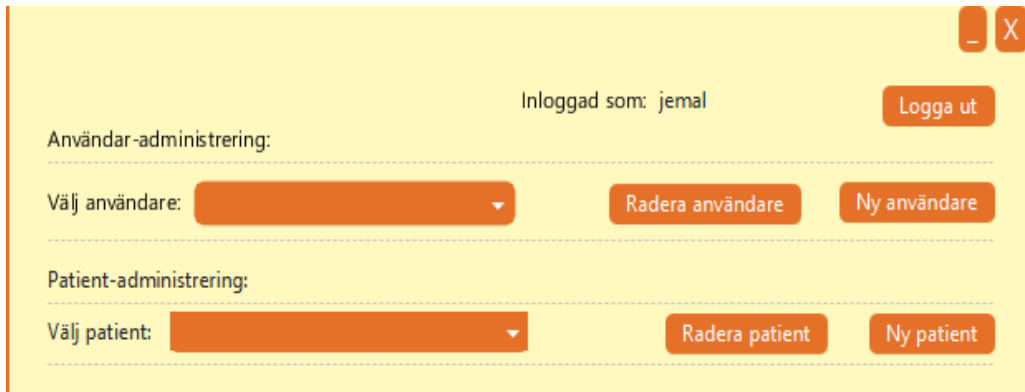 _ X
Inloggad som: jemal Logga ut
Användar-administrering:
Välj användare: Radera användare Ny användare
Patient-administrering:
Välj patient: Radera patient Ny patient